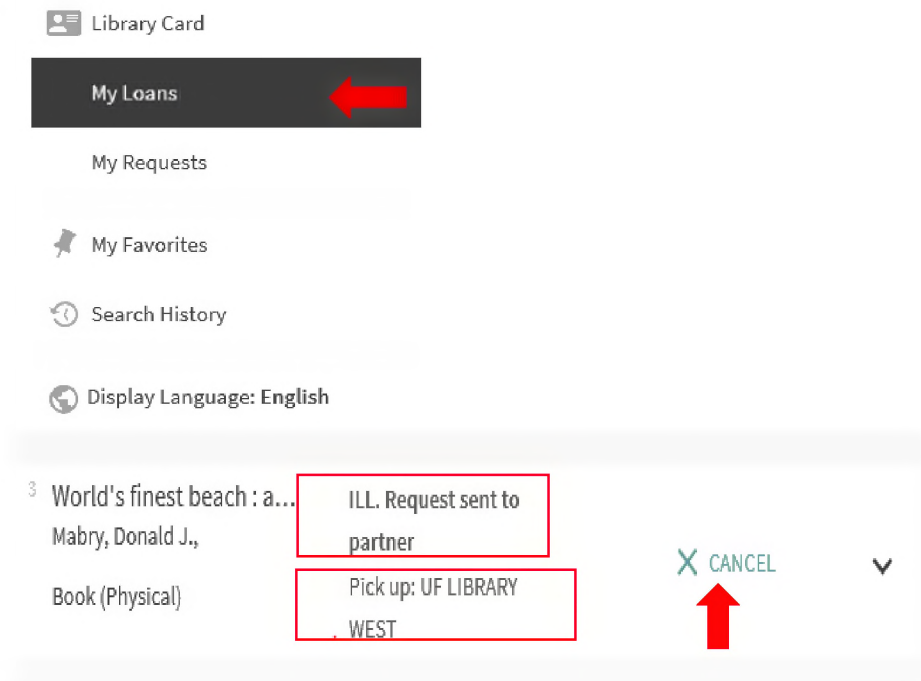 Library Card
My Loans
My Requests
My Favorites
Search History
Display Language: English
3 World's finest beach : a...
Mabry, Donald J.,
Book (Physical)
ILL. Request sent to
partner
Pick up: UF LIBRARY
WEST
CANCEL